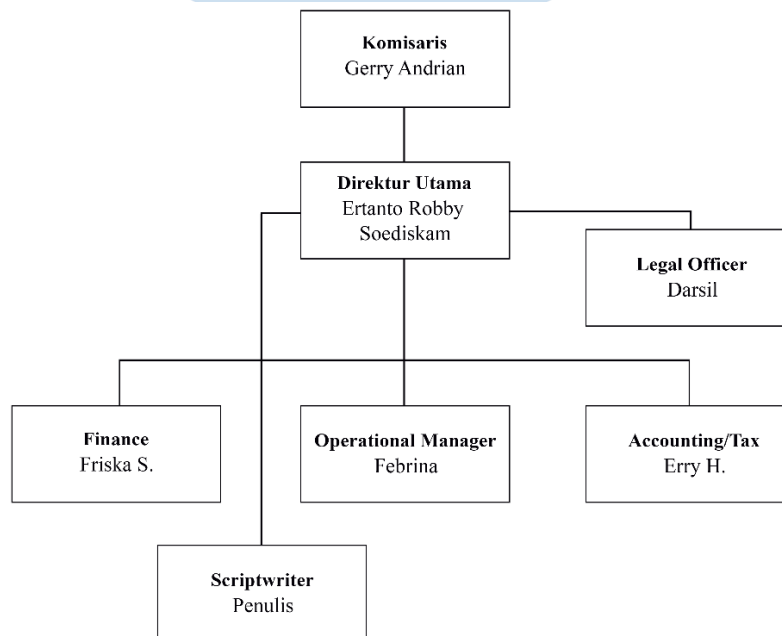 Komisaris
Gerry Andrian
Direktur Utama
Ertanto Robby
Soediskam
Legal Officer
Darsil
Finance
Friska S.
Operational Manager
Febrina
Accounting/Tax
Erry H.
Scriptwriter
Penulis